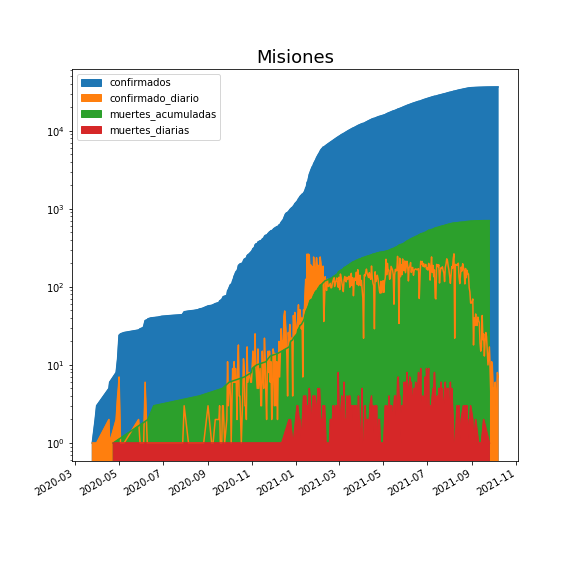 Misiones
confirmados
confirmado_diario
muertes_acumuladas
muertes_diarias
10⁴
10³
10²
10¹
10⁰
2020-03 2020-05 2020-07 2020-09 2020-11 2021-01 2021-03 2021-05 2021-07 2021-09 2021-11